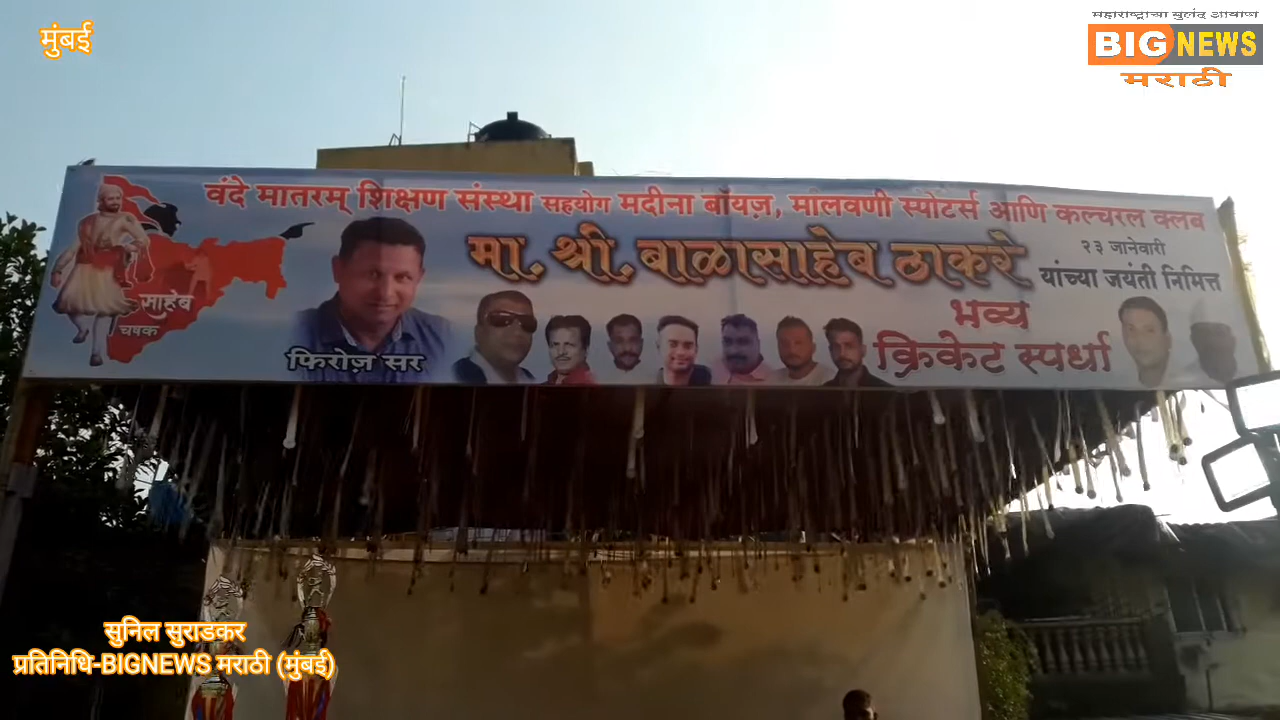 मुंबई
महाराष्ट्राचा बुलंद आवाज
BIG NEWS
मराठी
वंदे मातरम् शिक्षण संस्था सहयोग मदीना बॉयज़, मालवणी स्पोटर्स आणि कल्चरल क्लब
मा. श्री. बाळासाहेब ठाकरे
२३ जानेवारी
यांच्या जयंती निमित्त
भव्य
क्रिकेट स्पर्धा
साहेब
चषक
फिरोज़ सर
सुनिल सुराडकर
प्रतिनिधि-BIGNEWS मराठी (मुंबई)